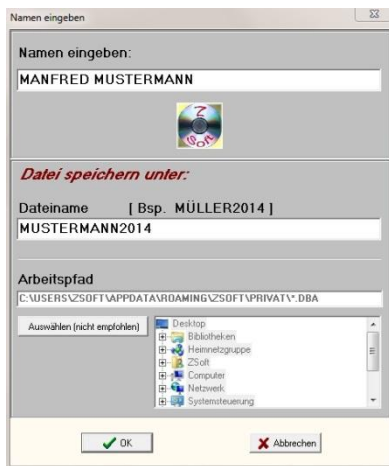 Namen eingeben
Namen eingeben:
MANFRED MUSTERMANN
Z
Soft
Datei speichern unter:
Dateiname [ Bsp. MÜLLER2014 ]
MUSTERMANN2014
Arbeitspfad
C:\USERS\ZSOFT\APPDATA\ROAMING\ZSOFT\PRIVAT\*.DBA
Auswählen (nicht empfohlen)
Desktop
Bibliotheken
Heimnetzgruppe
ZSoft
Computer
Netzwerk
Systemsteuerung
OK
Abbrechen